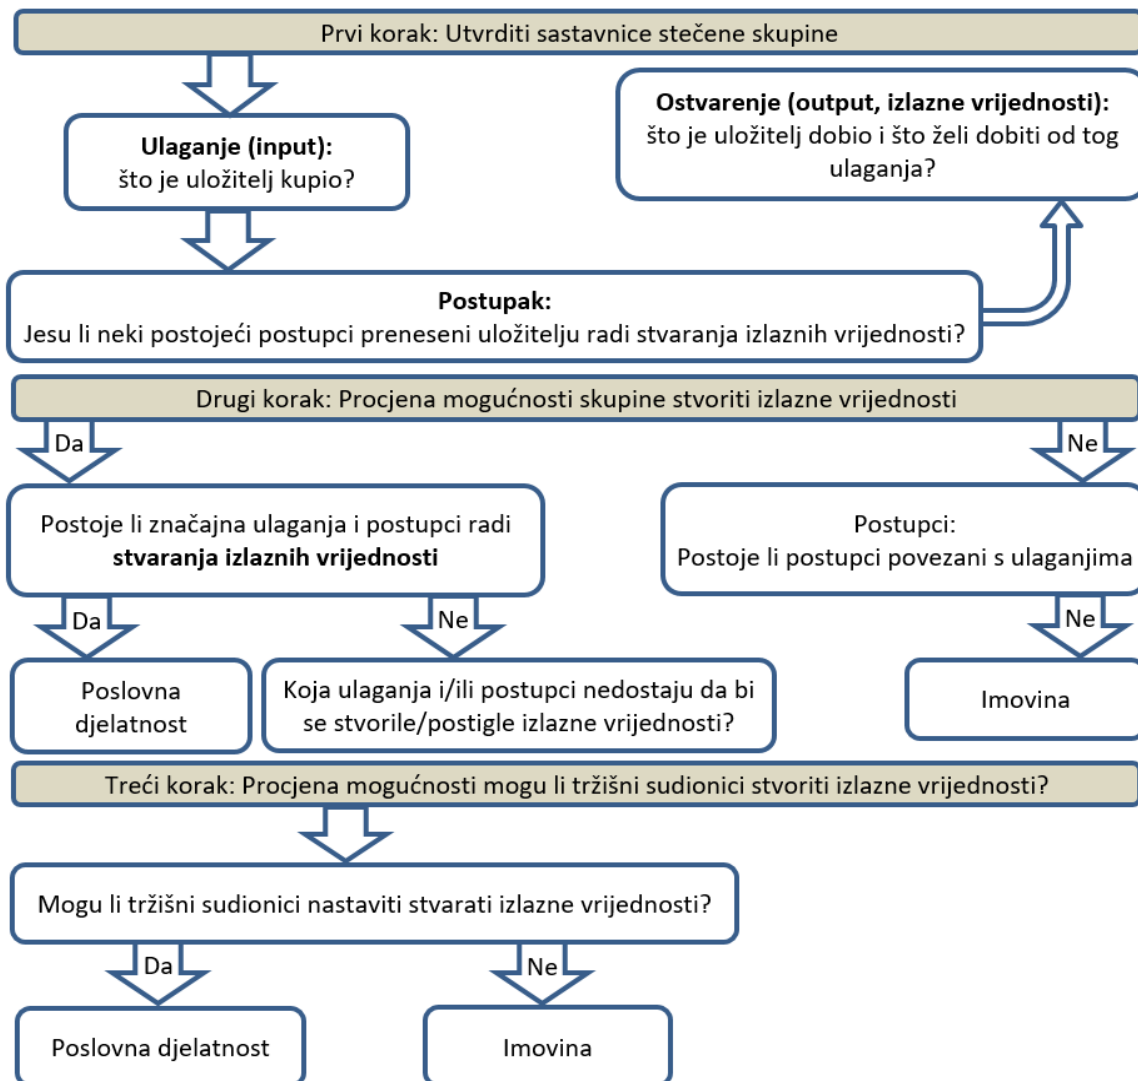 Prvi korak: Utvrditi sastavnice stečene skupine
Ulaganje (input):
što je uložitelj kupio?
Ostvarenje (output, izlazne vrijednosti):
što je uložitelj dobio i što želi dobiti od tog
ulaganja?
Postupak:
Jesu li neki postojeći postupci preneseni uložitelju radi stvaranja izlaznih vrijednosti?
Drugi korak: Procjena mogućnosti skupine stvoriti izlazne vrijednosti
Da
Ne
Postoje li značajna ulaganja i postupci radi
stvaranja izlaznih vrijednosti
Postupci:
Postoje li postupci povezani s ulaganjima
Da
Ne
Ne
Poslovna
djelatnost
Koja ulaganja i/ili postupci nedostaju da bi
se stvorile/postigle izlazne vrijednosti?
Imovina
Treći korak: Procjena mogućnosti mogu li tržišni sudionici stvoriti izlazne vrijednosti?
Mogu li tržišni sudionici nastaviti stvarati izlazne vrijednosti?
Da
Ne
Poslovna djelatnost
Imovina